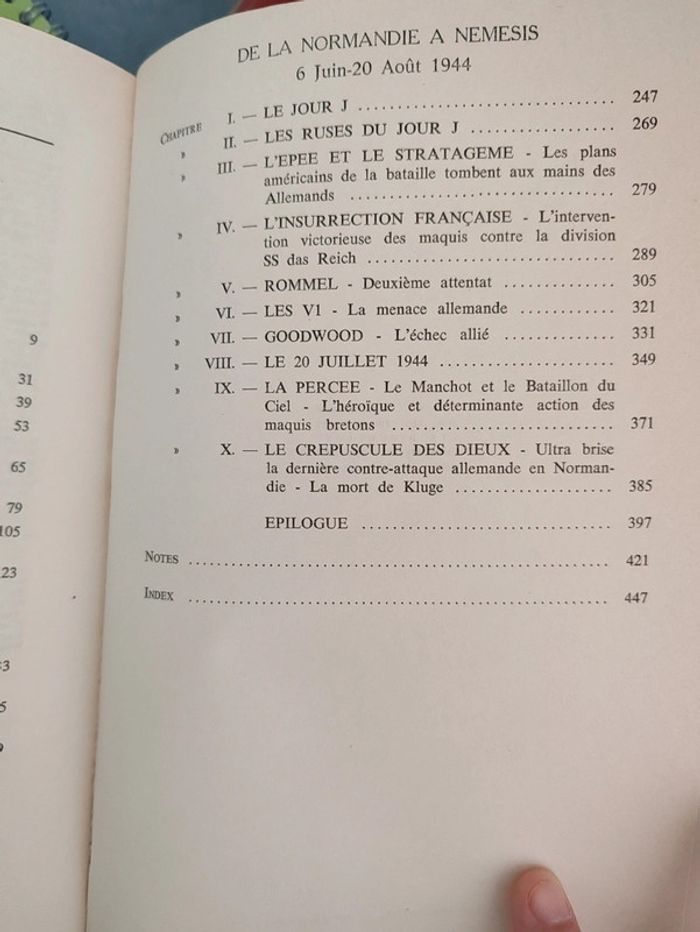 DE LA NORMANDIE A NEMESIS
6 Juin-20 Août 1944
CHAPITRE I. — LE JOUR J ................................ 247
» II. — LES RUSES DU JOUR J .................. 269
» III. — L'EPEE ET LE STRATAGEME - Les plans
américains de la bataille tombent aux mains des
Allemands ................................. 279
» IV. — L'INSURRECTION FRANÇAISE - L'interven-
tion victorieuse des maquis contre la division
SS das Reich ............................... 289
» V. — ROMMEL - Deuxième attentat .............. 305
» VI. — LES V1 - La menace allemande ............ 321
» VII. — GOODWOOD - L'échec allié .............. 331
» VIII. — LE 20 JUILLET 1944 ...................... 349
» IX. — LA PERCEE - Le Manchot et le Bataillon du
Ciel - L'héroïque et déterminante action des
maquis bretons ............................ 371
» X. — LE CREPUSCULE DES DIEUX - Ultra brise
la dernière contre-attaque allemande en Norman-
die - La mort de Kluge .................... 385
EPILOGUE ................................ 397
NOTES ..................................................... 421
INDEX ..................................................... 447
9
31
39
53
65
79
105
23